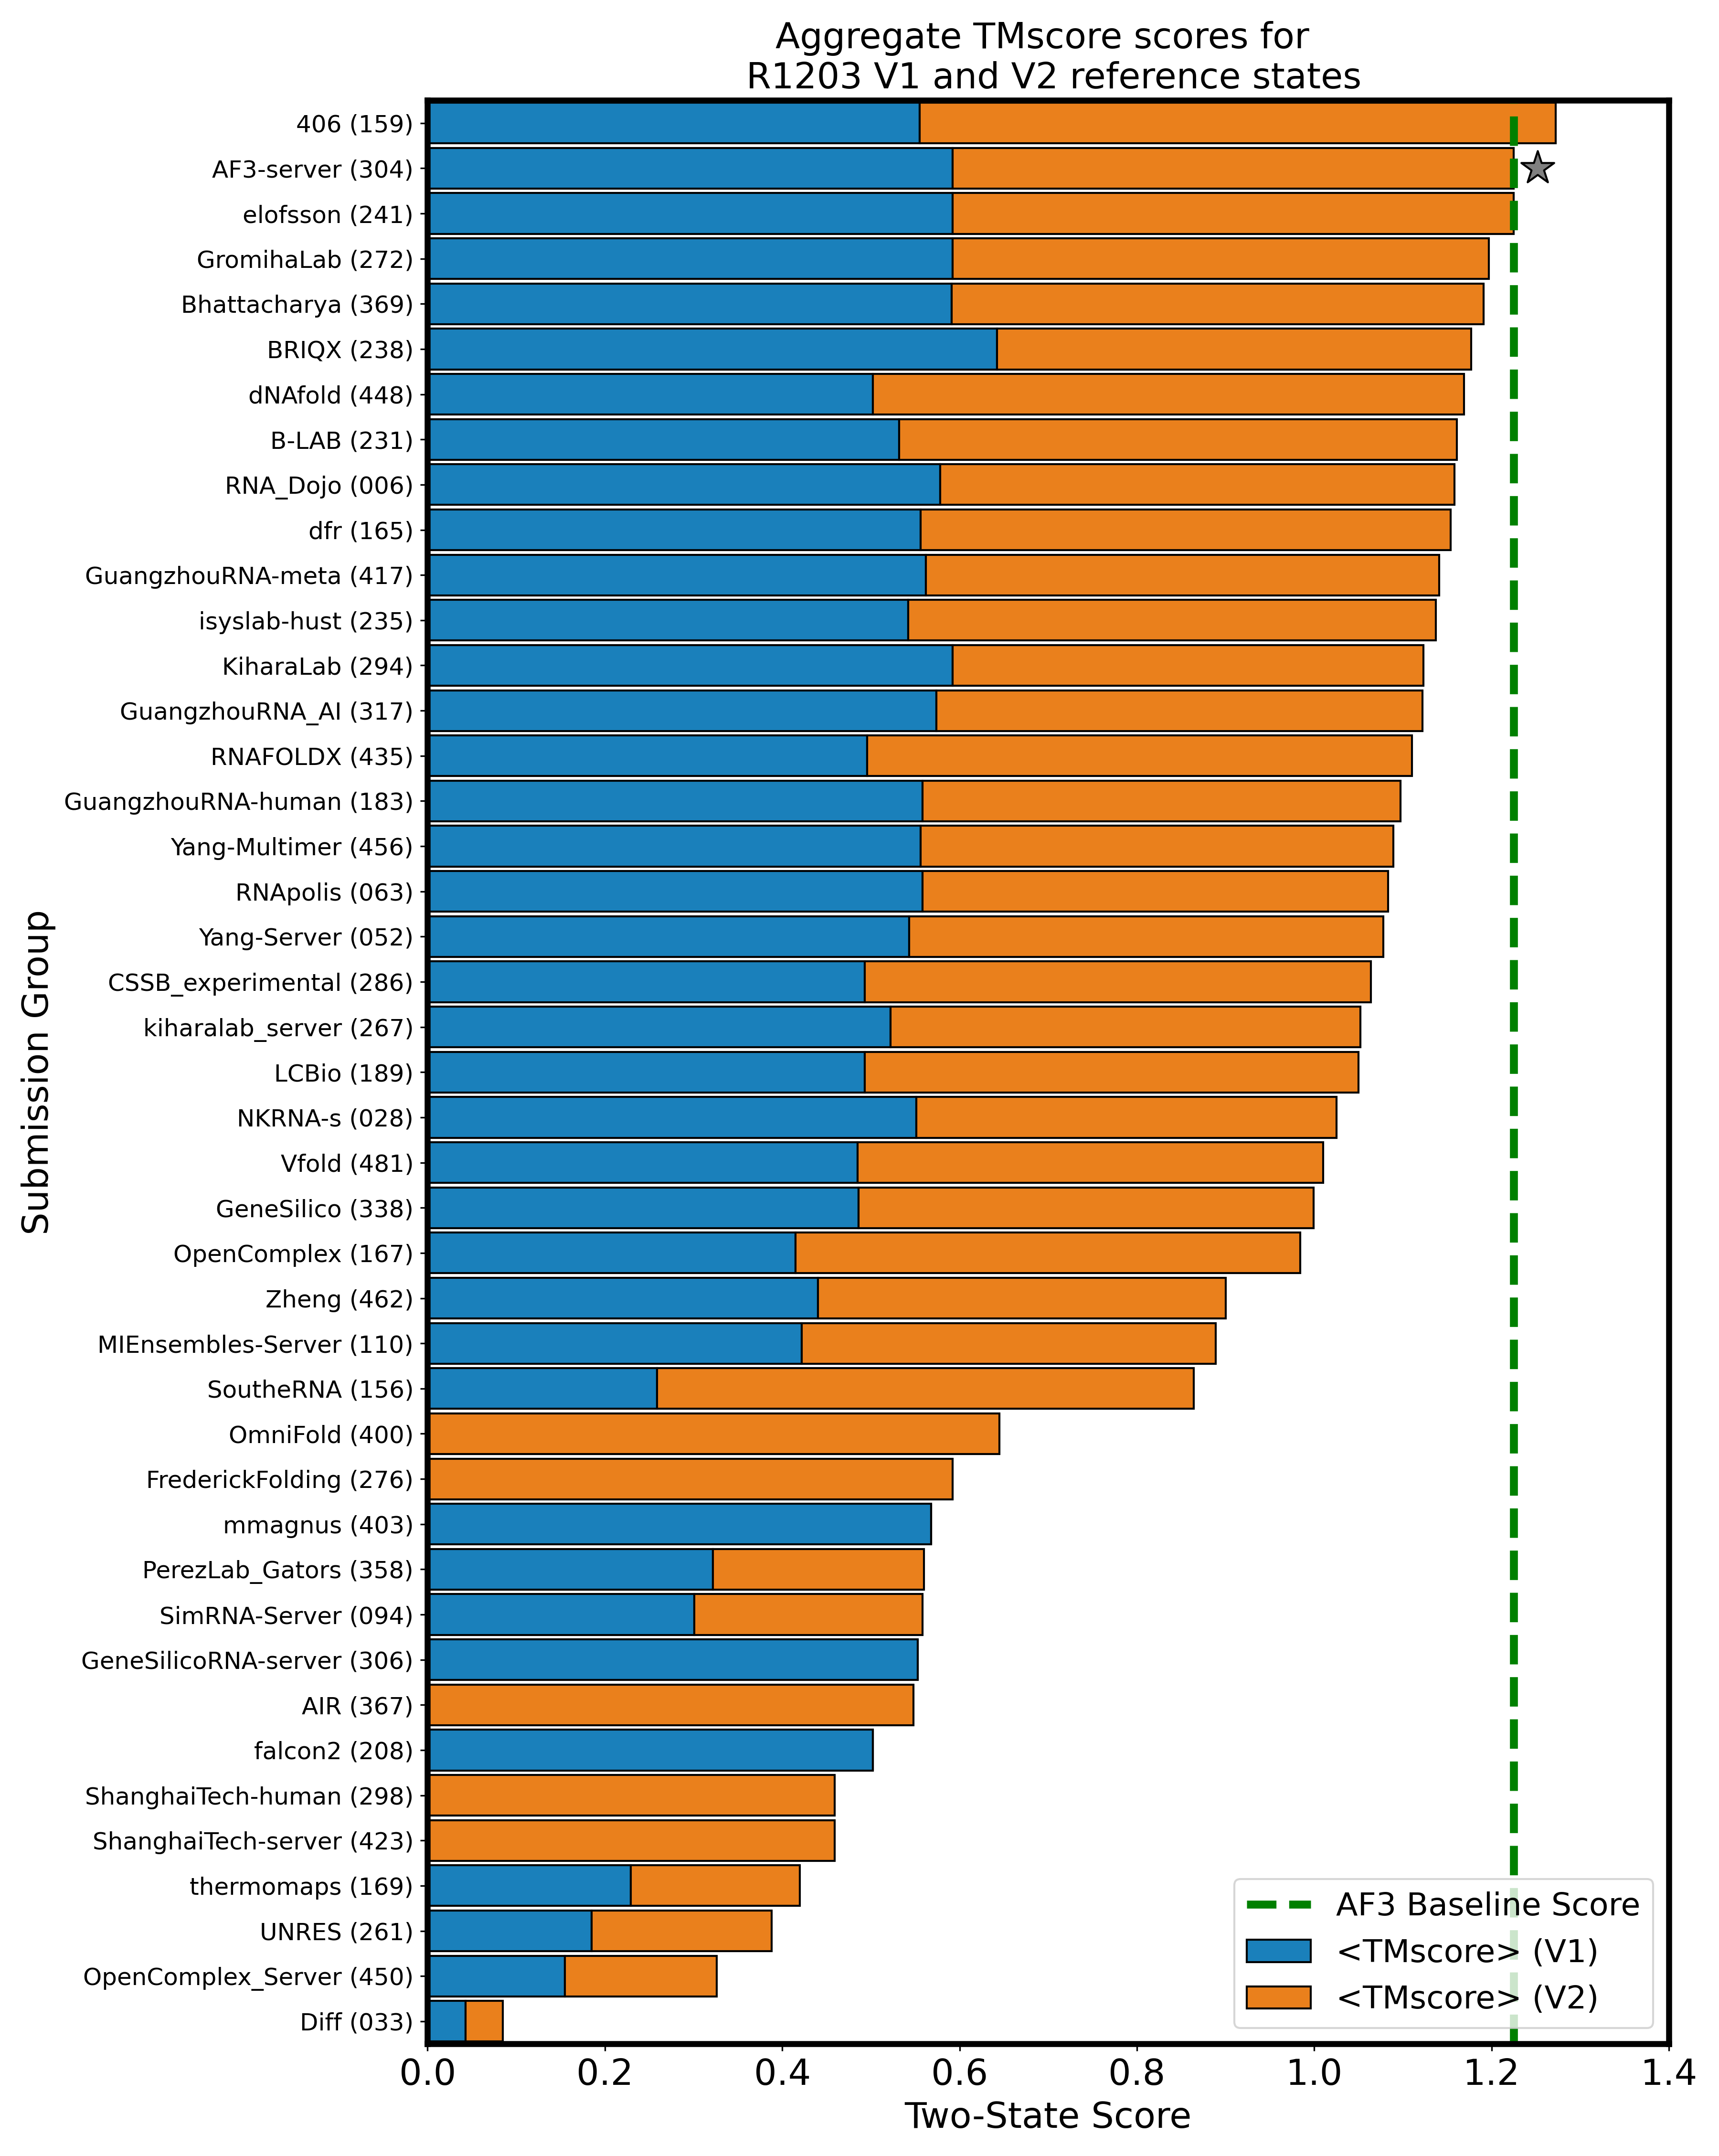 Aggregate TMscore scores for
R1203 V1 and V2 reference states
406 (159)
AF3-server (304)
elofsson (241)
GromihaLab (272)
Bhattacharya (369)
BRIQX (238)
dNAfold (448)
B-LAB (231)
RNA_Dojo (006)
dfr (165)
GuangzhouRNA-meta (417)
isyslab-hust (235)
KiharaLab (294)
GuangzhouRNA_AI (317)
RNAFOLDX (435)
GuangzhouRNA-human (183)
Yang-Multimer (456)
RNApolis (063)
Yang-Server (052)
CSSB_experimental (286)
kiharalab_server (267)
LCBio (189)
NKRNA-s (028)
Vfold (481)
GeneSilico (338)
OpenComplex (167)
Zheng (462)
MIEnsembles-Server (110)
SoutheRNA (156)
OmniFold (400)
FrederickFolding (276)
mmagnus (403)
PerezLab_Gators (358)
SimRNA-Server (094)
GeneSilicoRNA-server (306)
AIR (367)
falcon2 (208)
ShanghaiTech-human (298)
ShanghaiTech-server (423)
thermomaps (169)
UNRES (261)
OpenComplex_Server (450)
Diff (033)
Submission Group
AF3 Baseline Score
<TMscore> (V1)
<TMscore> (V2)
0.0 0.2 0.4 0.6 0.8 1.0 1.2 1.4
Two-State Score